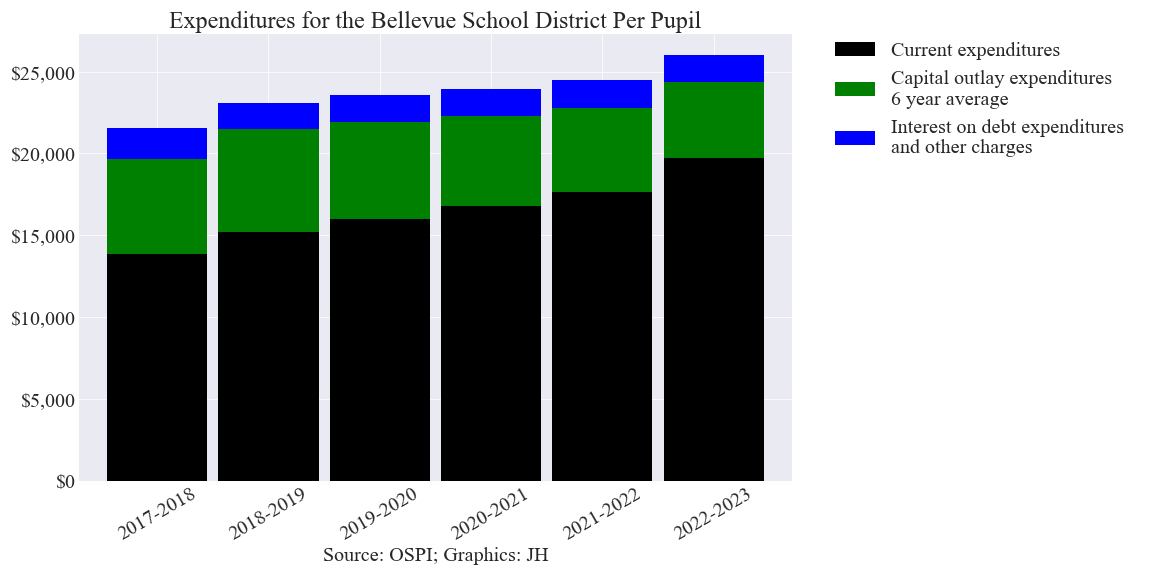 Expenditures for the Bellevue School District Per Pupil
Current expenditures
Capital outlay expenditures
6 year average
Interest on debt expenditures
and other charges
$25,000
$20,000
$15,000
$10,000
$5,000
$0
2017-2018
2018-2019
2019-2020
2020-2021
2021-2022
2022-2023
Source: OSPI; Graphics: JH